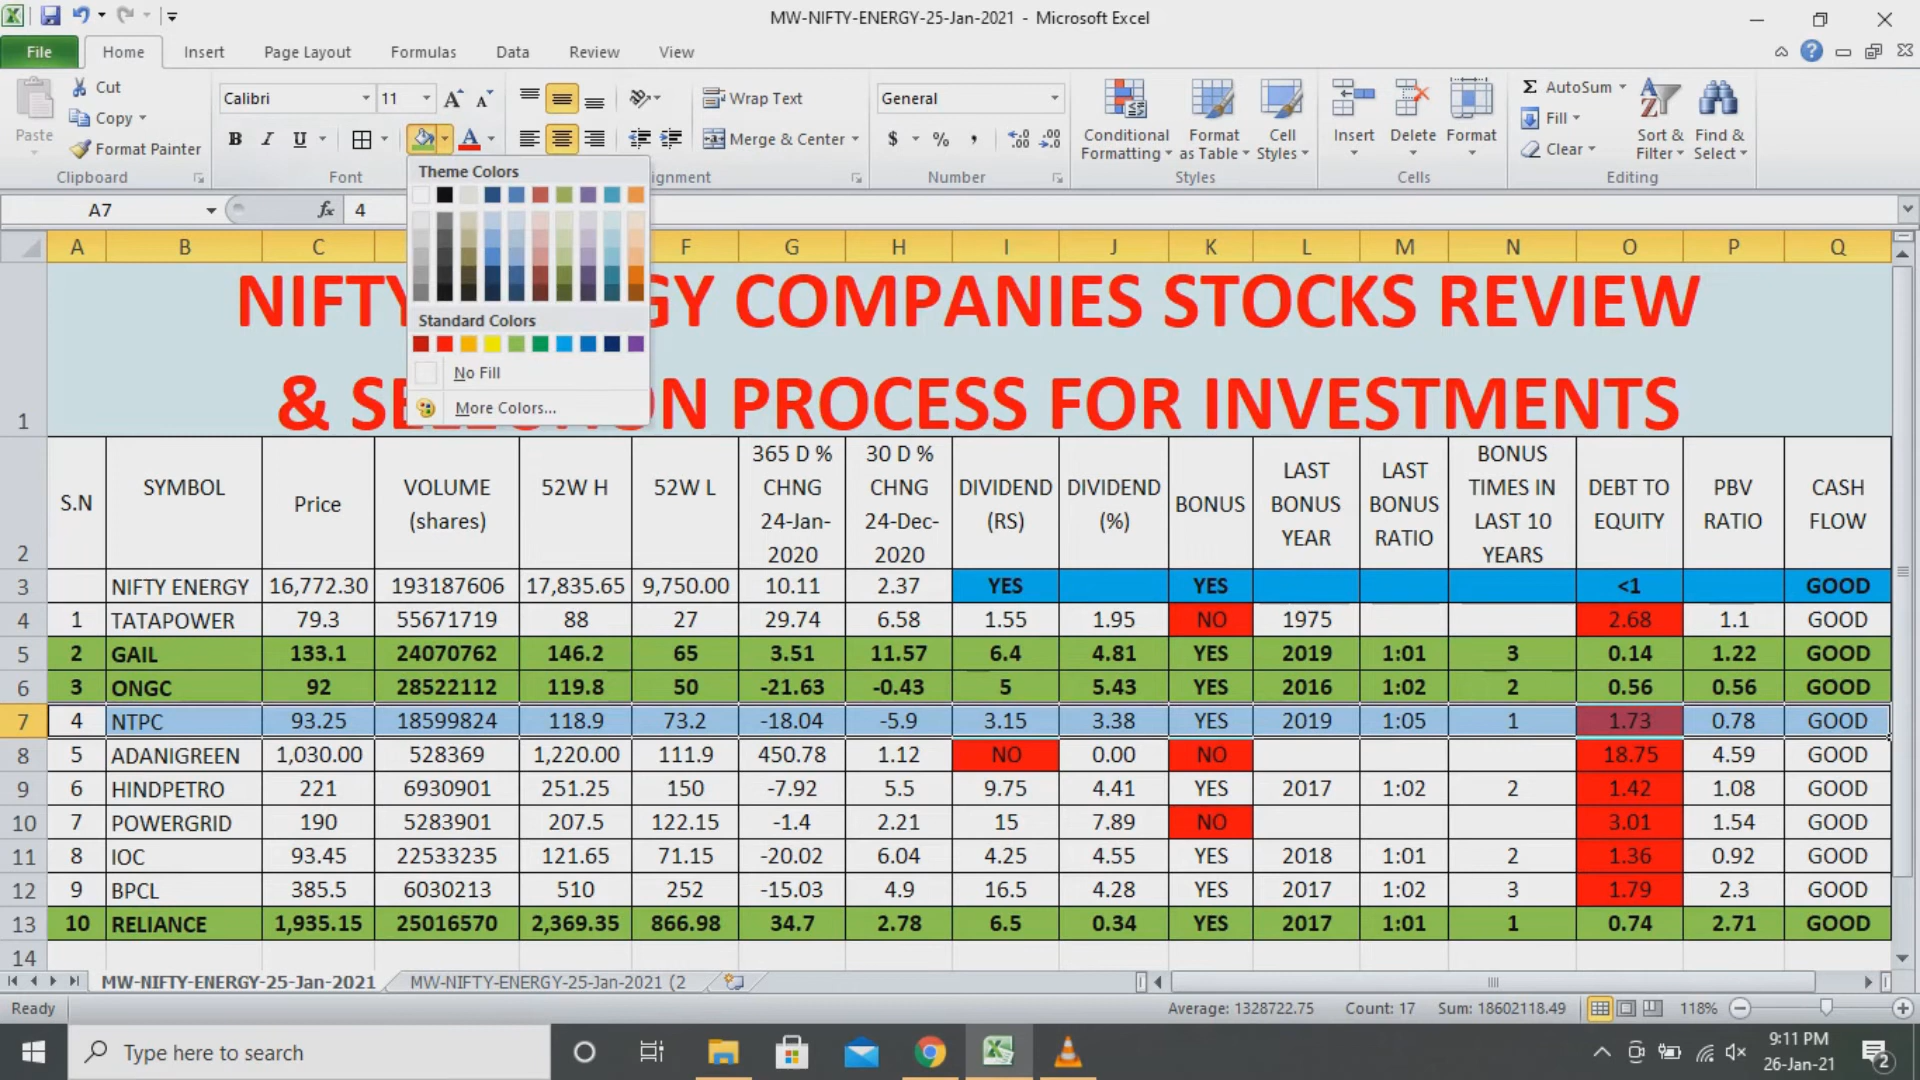 MW-NIFTY-ENERGY-25-Jan-2021 - Microsoft Excel
File Home Insert Page Layout Formulas Data Review View
Paste Cut Copy Format Painter Clipboard
Calibri 11 B I U Font
Wrap Text Merge & Center
General $ % , Number
Conditional Formatting Format as Table Cell Styles Styles
Insert Delete Format Cells
AutoSum Fill Clear Sort & Filter Find & Select Editing
A7 fx 4
Theme Colors
Standard Colors
No Fill
More Colors...
A B C F G H I J K L M N O P Q
1 & PROCESS FOR INVESTMENTS
COMPANIES STOCKS REVIEW
2 S.N SYMBOL Price VOLUME (shares) 52W H 52W L 365 D % CHNG 24-Jan-2020 30 D % CHNG 24-Dec-2020 DIVIDEND (RS) DIVIDEND (%) BONUS LAST BONUS YEAR LAST BONUS RATIO BONUS TIMES IN LAST 10 YEARS DEBT TO EQUITY PBV RATIO CASH FLOW
3 NIFTY ENERGY 16,772.30 193187606 17,835.65 9,750.00 10.11 2.37 YES YES <1 GOOD
4 1 TATAPOWER 79.3 55671719 88 27 29.74 6.58 1.55 1.95 NO 1975 2.68 1.1 GOOD
5 2 GAIL 133.1 24070762 146.2 65 3.51 11.57 6.4 4.81 YES 2019 1:01 3 0.14 1.22 GOOD
6 3 ONGC 92 28522112 119.8 50 -21.63 -0.43 5 5.43 YES 2016 1:02 2 0.56 0.56 GOOD
7 4 NTPC 93.25 18599824 118.9 73.2 -18.04 -5.9 3.15 3.38 YES 2019 1:05 1 1.73 0.78 GOOD
8 5 ADANIGREEN 1,030.00 528369 1,220.00 111.9 450.78 1.12 NO 0.00 NO 18.75 4.59 GOOD
9 6 HINDPETRO 221 6930901 251.25 150 -7.92 5.5 9.75 4.41 YES 2017 1:02 2 1.42 1.08 GOOD
10 7 POWERGRID 190 5283901 207.5 122.15 -1.4 2.21 15 7.89 NO 3.01 1.54 GOOD
11 8 IOC 93.45 22533235 121.65 71.15 -20.02 6.04 4.25 4.55 YES 2018 1:01 2 1.36 0.92 GOOD
12 9 BPCL 385.5 6030213 510 252 -15.03 4.9 16.5 4.28 YES 2017 1:02 3 1.79 2.3 GOOD
13 10 RELIANCE 1,935.15 25016570 2,369.35 866.98 34.7 2.78 6.5 0.34 YES 2017 1:01 1 0.74 2.71 GOOD
14
MW-NIFTY-ENERGY-25-Jan-2021 MW-NIFTY-ENERGY-25-Jan-2021 (2
Ready Average: 1328722.75 Count: 17 Sum: 18602118.49 118%
Type here to search
9:11 PM
26-Jan-21
2